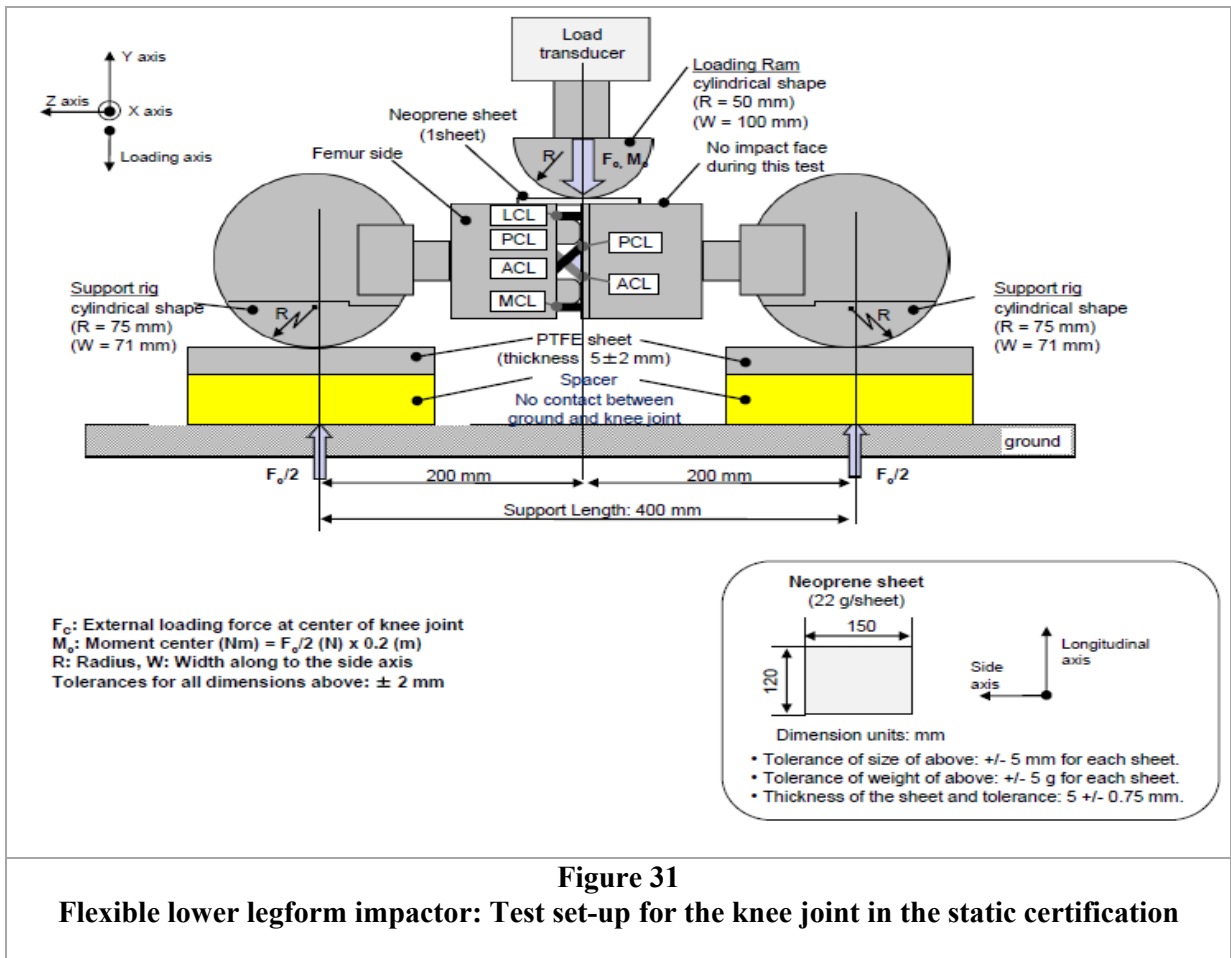 Load
transducer
Y axis
Z axis
X axis
Loading axis
Loading Ram
cylindrical shape
(R = 50 mm)
(W = 100 mm)
Neoprene sheet
(1sheet)
No impact face
during this test
Femur side
R
Fₒ, Mₒ
LCL
PCL
ACL
MCL
PCL
ACL
Support rig
cylindrical shape
(R = 75 mm)
(W = 71 mm)
R
R
Support rig
cylindrical shape
(R = 75 mm)
(W = 71 mm)
PTFE sheet
(thickness 5±2 mm)
Spacer
No contact between
ground and knee joint
ground
Fₒ/2
200 mm
200 mm
Fₒ/2
Support Length: 400 mm
F_C: External loading force at center of knee joint
Mₒ: Moment center (Nm) = Fₒ/2 (N) x 0.2 (m)
R: Radius, W: Width along to the side axis
Tolerances for all dimensions above: ± 2 mm
Neoprene sheet
(22 g/sheet)
150
120
Longitudinal
axis
Side
axis
Dimension units: mm
• Tolerance of size of above: +/- 5 mm for each sheet.
• Tolerance of weight of above: +/- 5 g for each sheet.
• Thickness of the sheet and tolerance: 5 +/- 0.75 mm.
Figure 31
Flexible lower legform impactor: Test set-up for the knee joint in the static certification